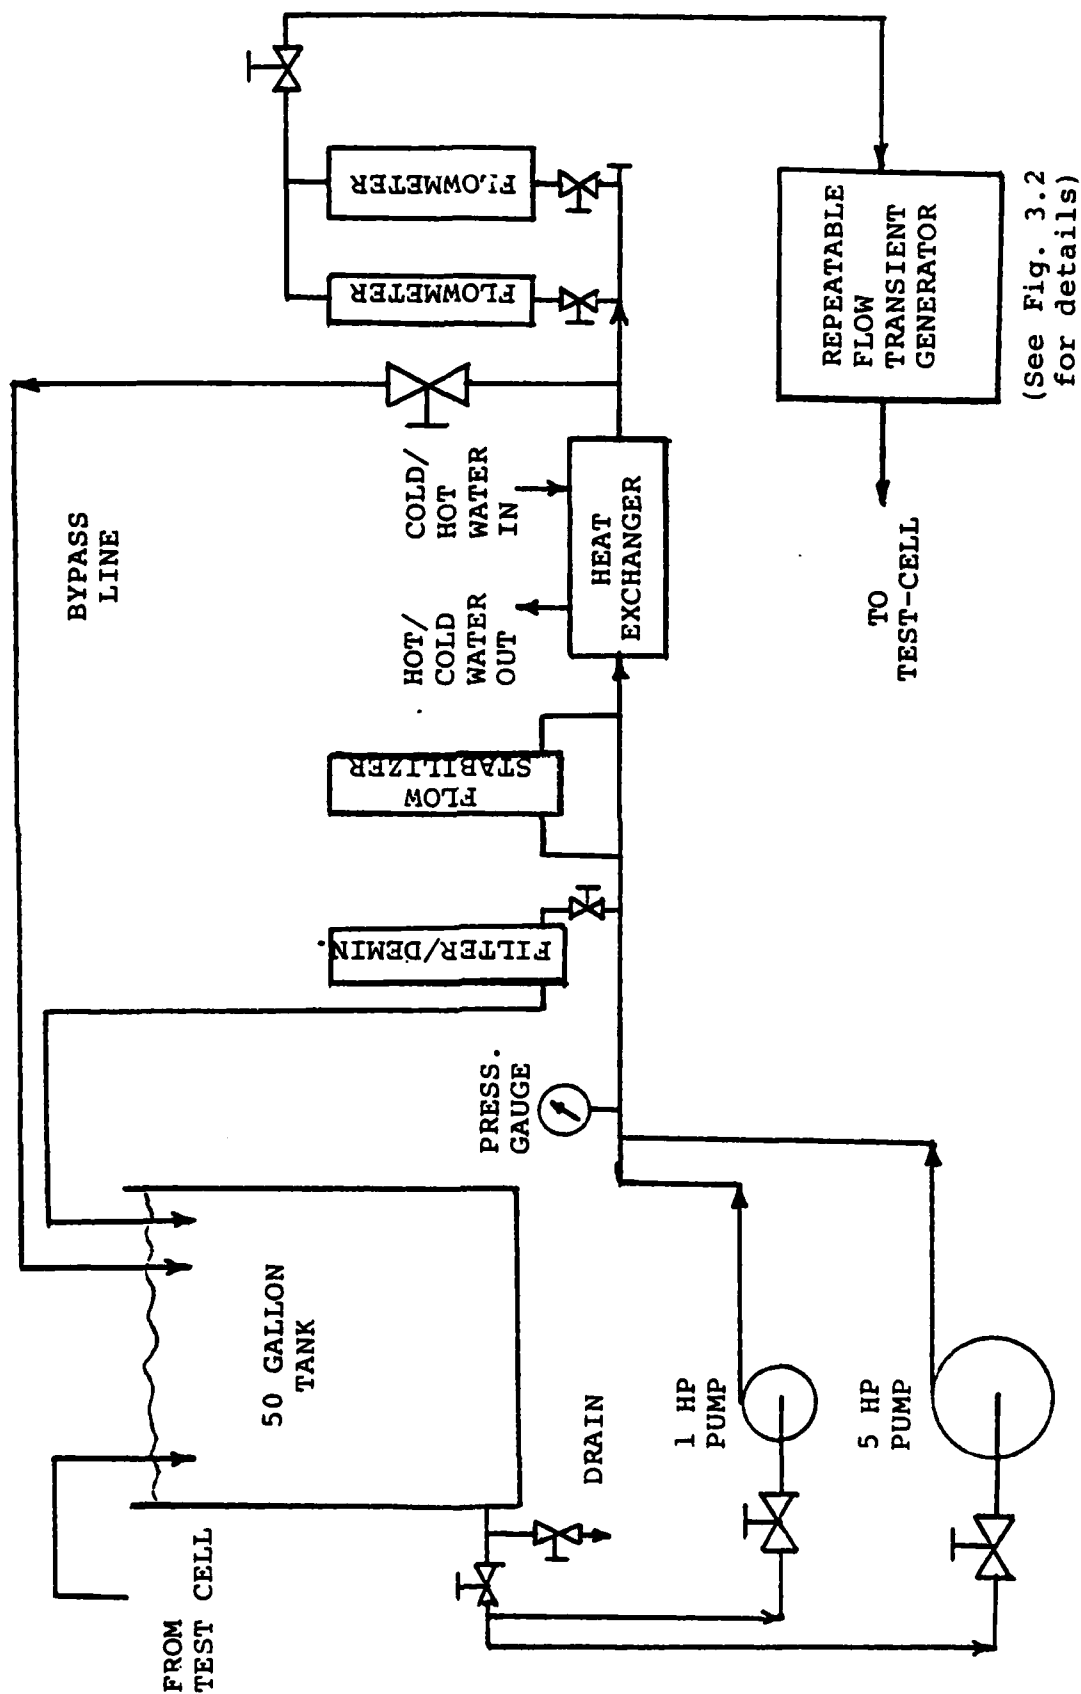 FROM
TEST CELL
50 GALLON
TANK
DRAIN
1 HP
PUMP
5 HP
PUMP
PRESS.
GAUGE
FILTER/DEMIN.
FLOW
STABILIZER
BYPASS
LINE
HOT/
COLD
WATER
OUT
COLD/
HOT
WATER
IN
HEAT
EXCHANGER
FLOWMETER
FLOWMETER
REPEATABLE
FLOW
TRANSIENT
GENERATOR
(See Fig. 3.2
for details)
TO
TEST-CELL